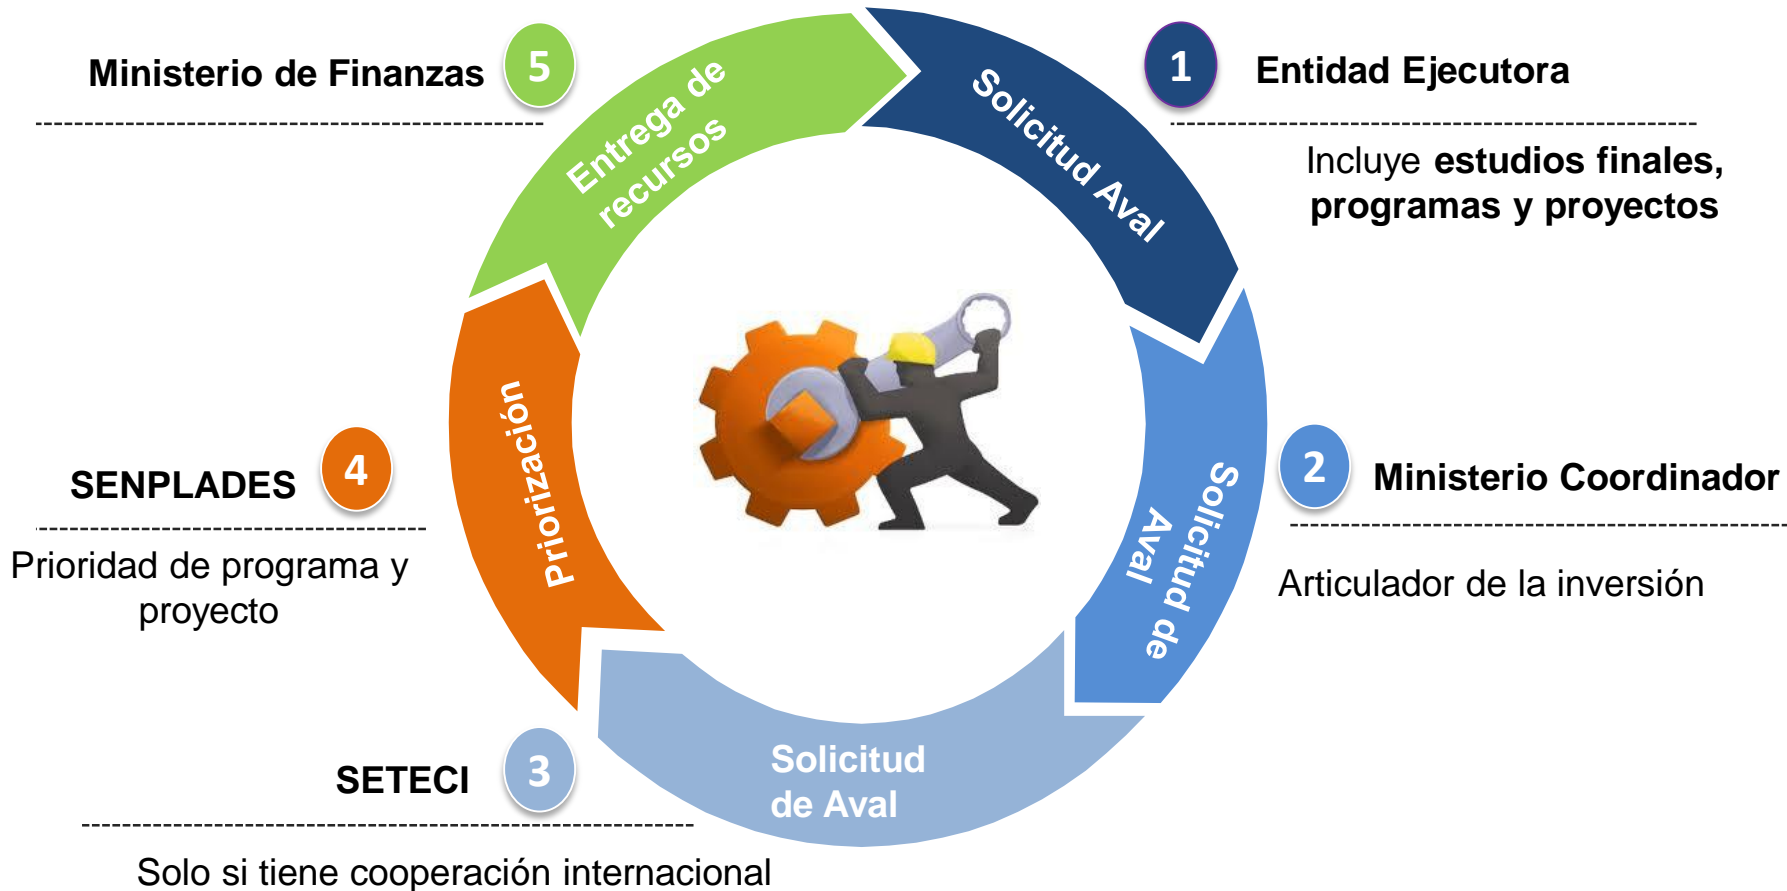 1
Entidad Ejecutora
Incluye estudios finales,
programas y proyectos
Solicitud Aval
2
Ministerio Coordinador
Articulador de la inversión
Solicitud de
Aval
3
SETECI
Solo si tiene cooperación internacional
Solicitud
de Aval
4
SENPLADES
Prioridad de programa y
proyecto
Priorización
5
Ministerio de Finanzas
Entrega de
recursos